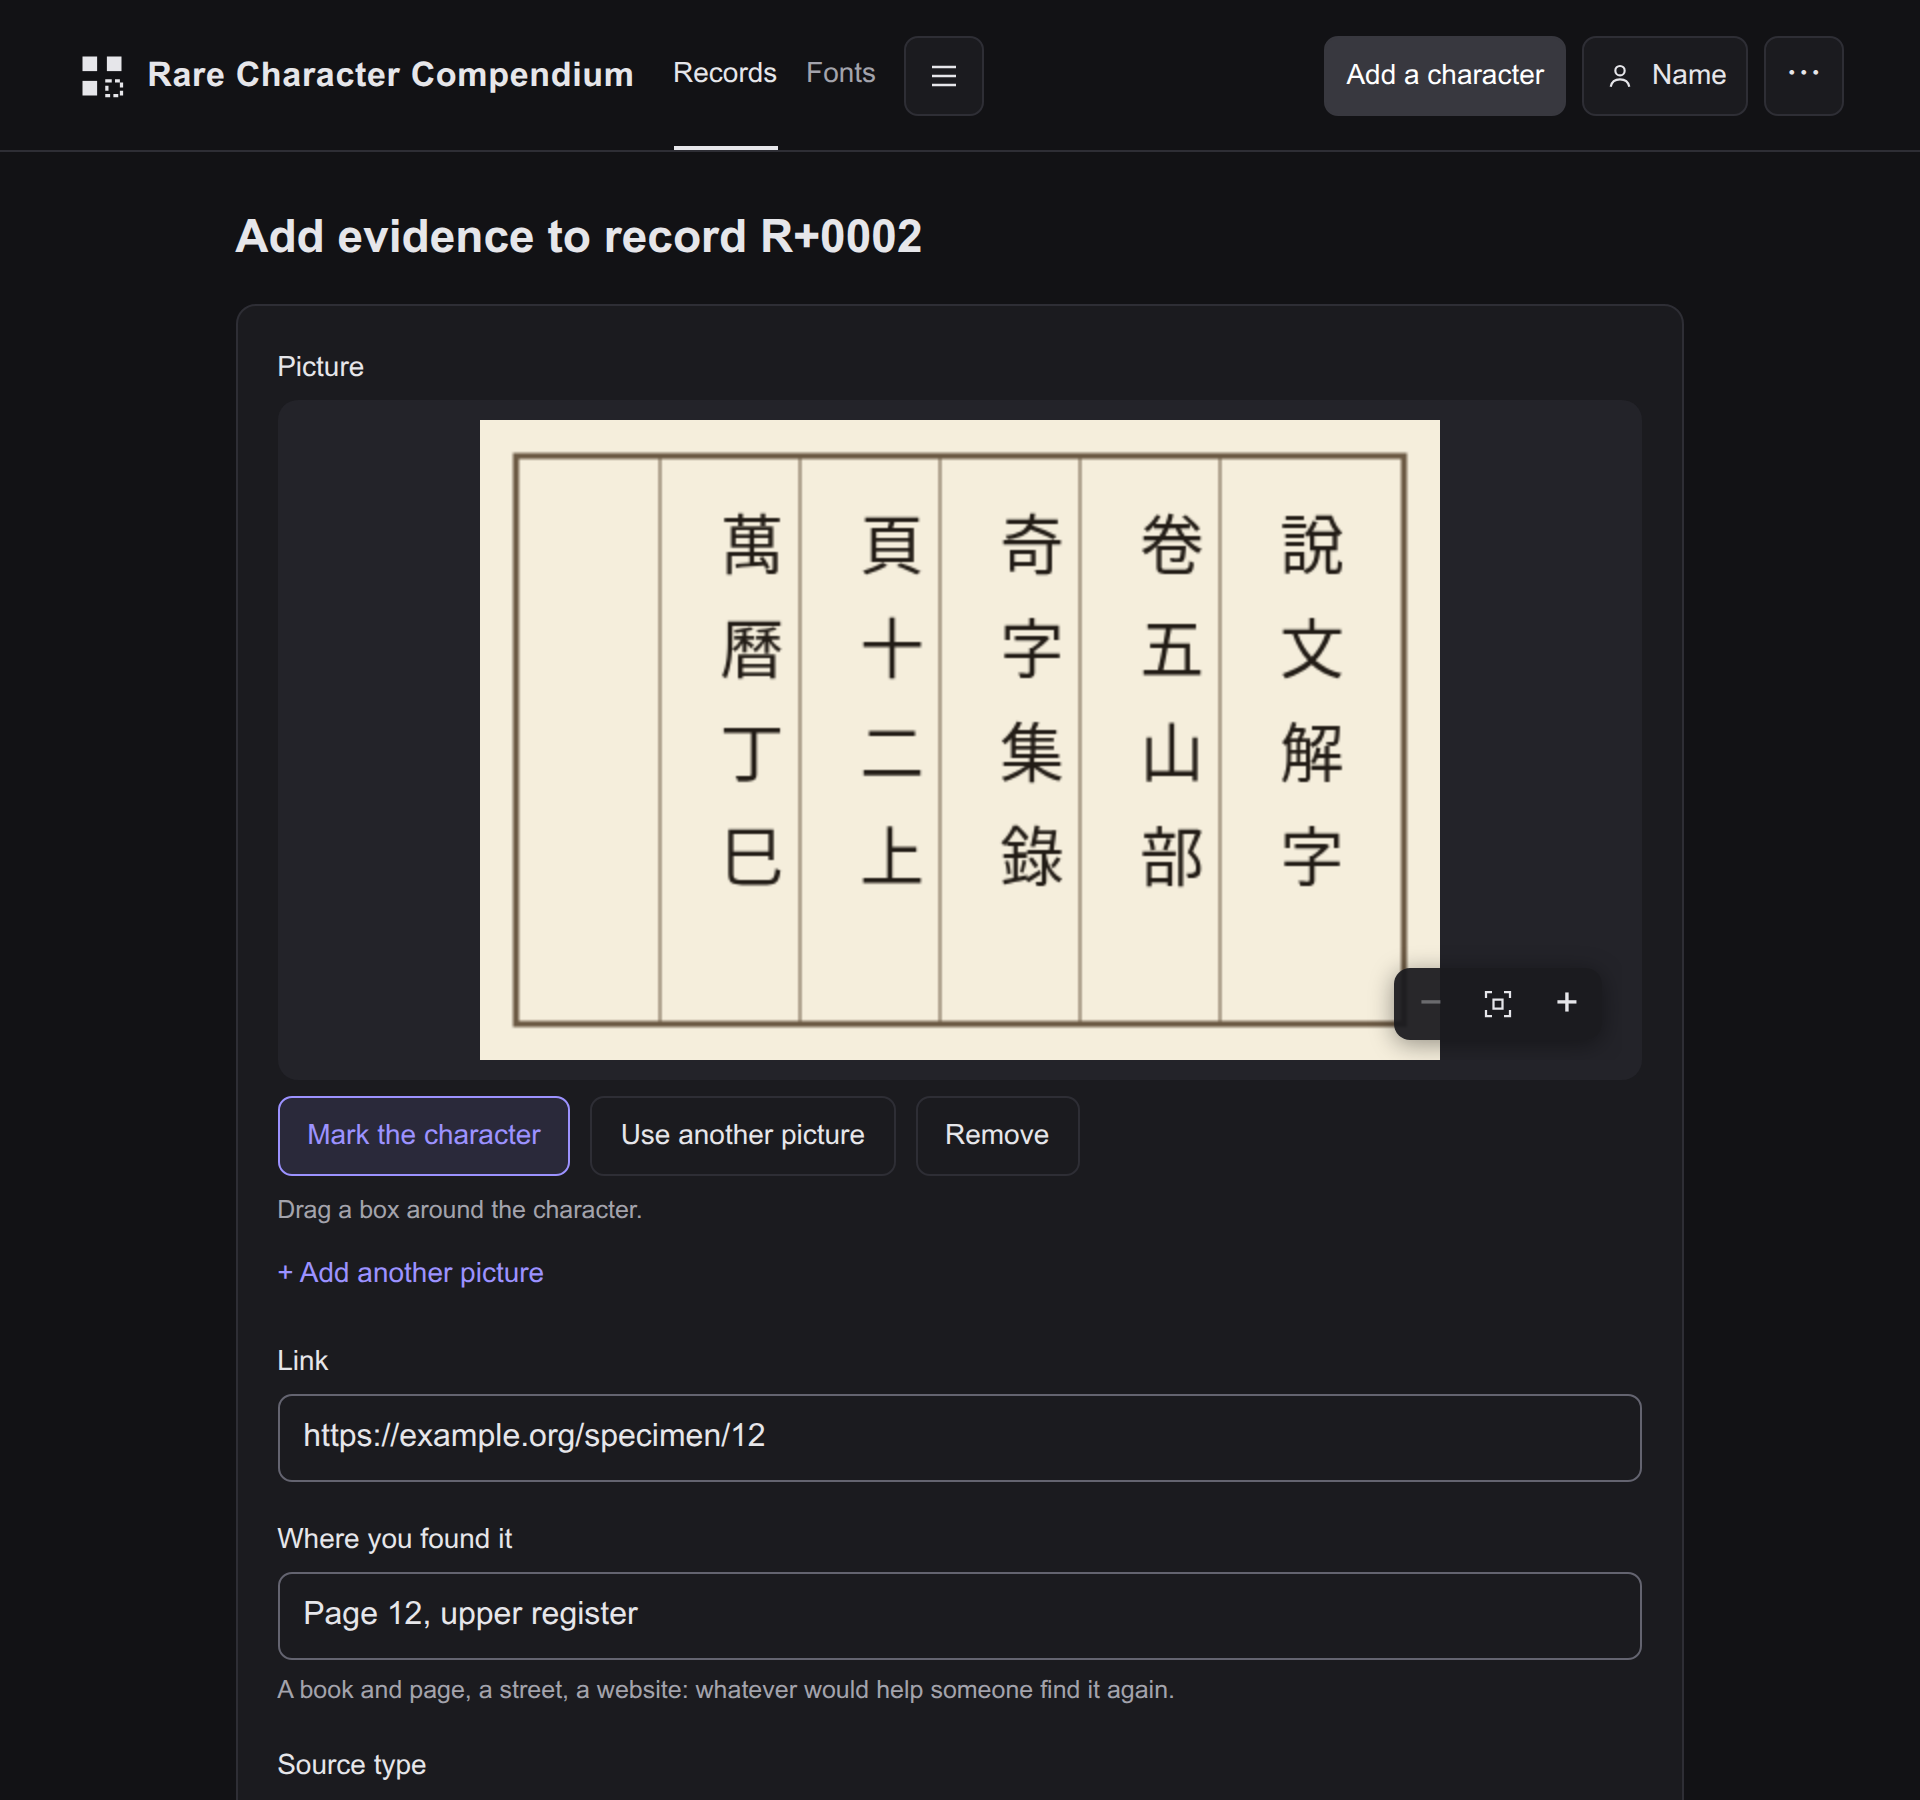 Rare Character Compendium
Records
Fonts
Add a character
Name
Add evidence to record R+0002
Picture
說文解字
卷五山部
奇字集錄
頁十二上
萬曆丁巳
Mark the character
Use another picture
Remove
Drag a box around the character.
+ Add another picture
Link
https://example.org/specimen/12
Where you found it
Page 12, upper register
A book and page, a street, a website: whatever would help someone find it again.
Source type